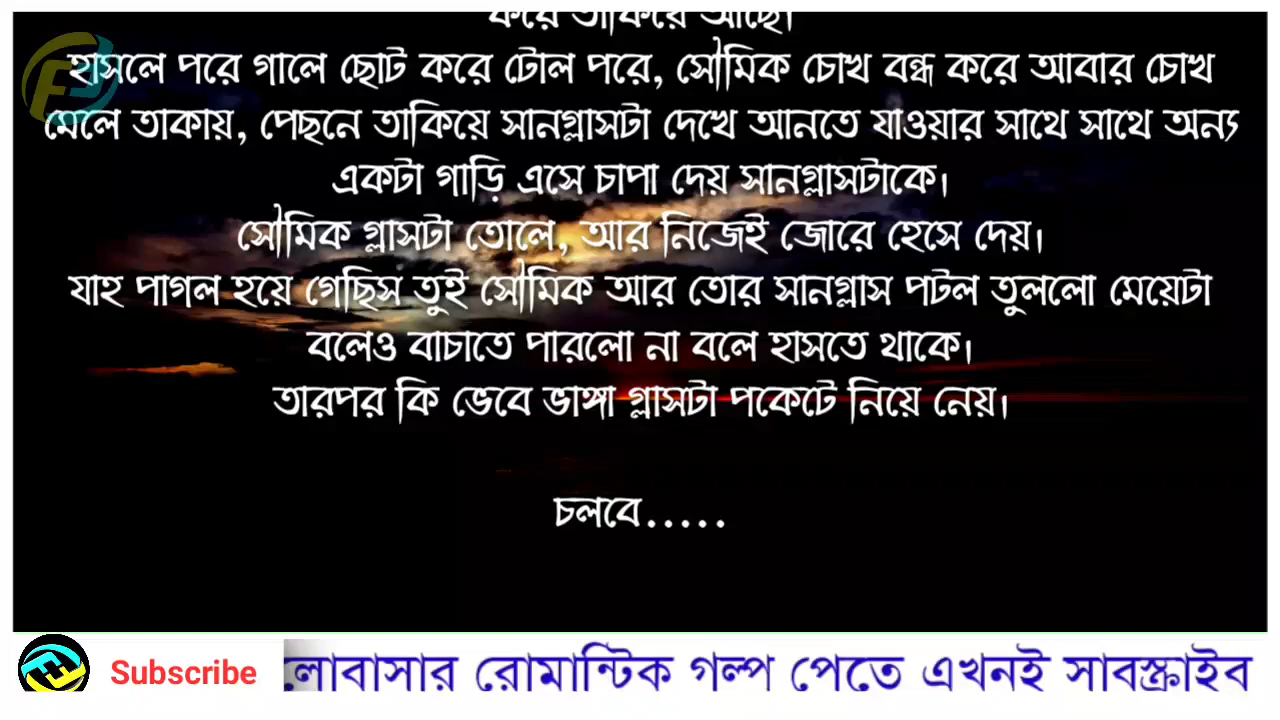 করে তাকিয়ে আছে।
হাসলে পরে গালে ছোট করে টোল পরে, সৌমিক চোখ বন্ধ করে আবার চোখ
মেলে তাকায়, পেছনে তাকিয়ে সানগ্লাসটা দেখে আনতে যাওয়ার সাথে সাথে অন্য
একটা গাড়ি এসে চাপা দেয় সানগ্লাসটাকে।
সৌমিক গ্লাসটা তোলে, আর নিজেই জোরে হেসে দেয়।
যাহ পাগল হয়ে গেছিস তুই সৌমিক আর তোর সানগ্লাস পটল তুললো মেয়েটা
বলেও বাচাতে পারলো না বলে হাসতে থাকে।
তারপর কি ভেবে ভাঙ্গা গ্লাসটা পকেটে নিয়ে নেয়।
চলবে.....
Subscribe
লোবাসার রোমান্টিক গল্প পেতে এখনই সাবস্ক্রাইব